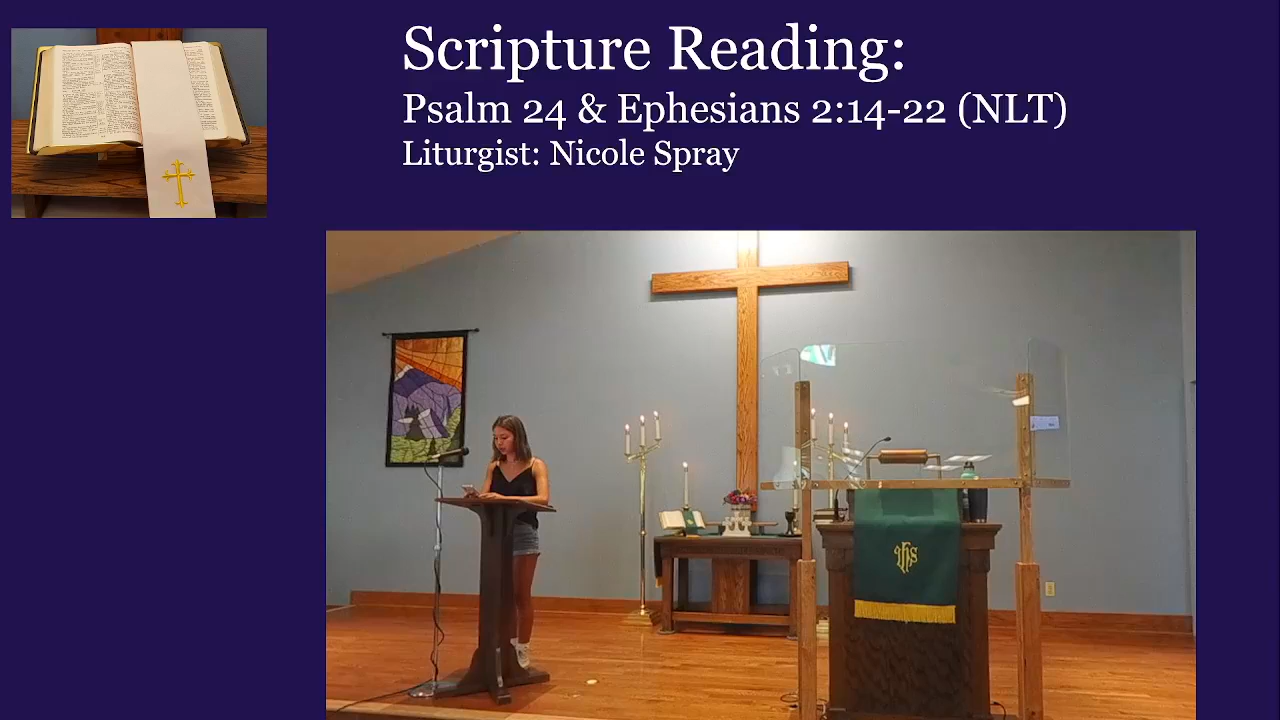 Scripture Reading:
Psalm 24 & Ephesians 2:14-22 (NLT)
Liturgist: Nicole Spray